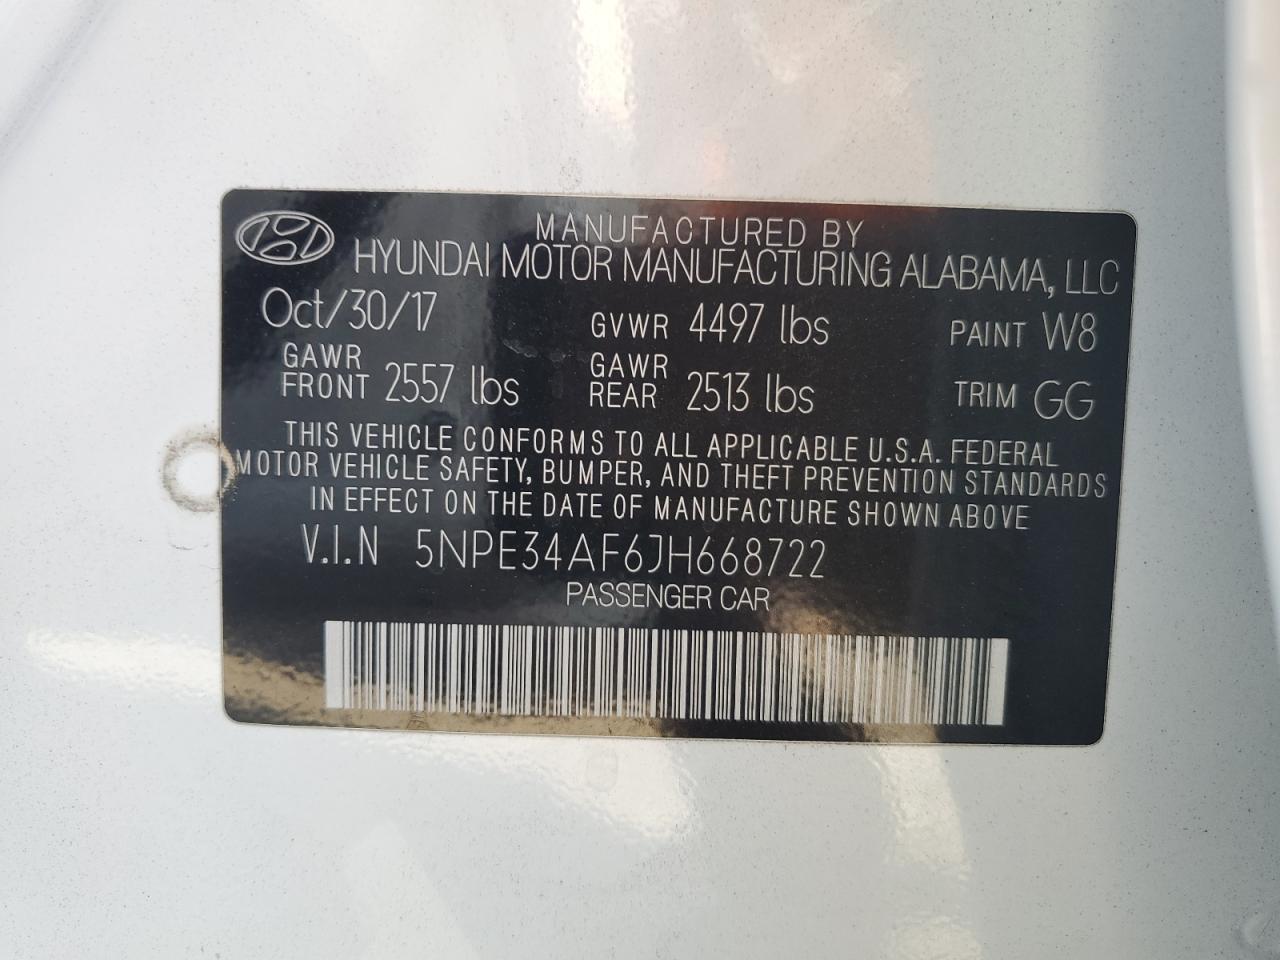 MANUFACTURED BY
HYUNDAI MOTOR MANUFACTURING ALABAMA, LLC
Oct/30/17 GVWR 4497 lbs PAINT W8
GAWR FRONT 2557 lbs GAWR REAR 2513 lbs TRIM GG
THIS VEHICLE CONFORMS TO ALL APPLICABLE U.S.A. FEDERAL
MOTOR VEHICLE SAFETY, BUMPER, AND THEFT PREVENTION STANDARDS
IN EFFECT ON THE DATE OF MANUFACTURE SHOWN ABOVE
V.I.N 5NPE34AF6JH668722
PASSENGER CAR